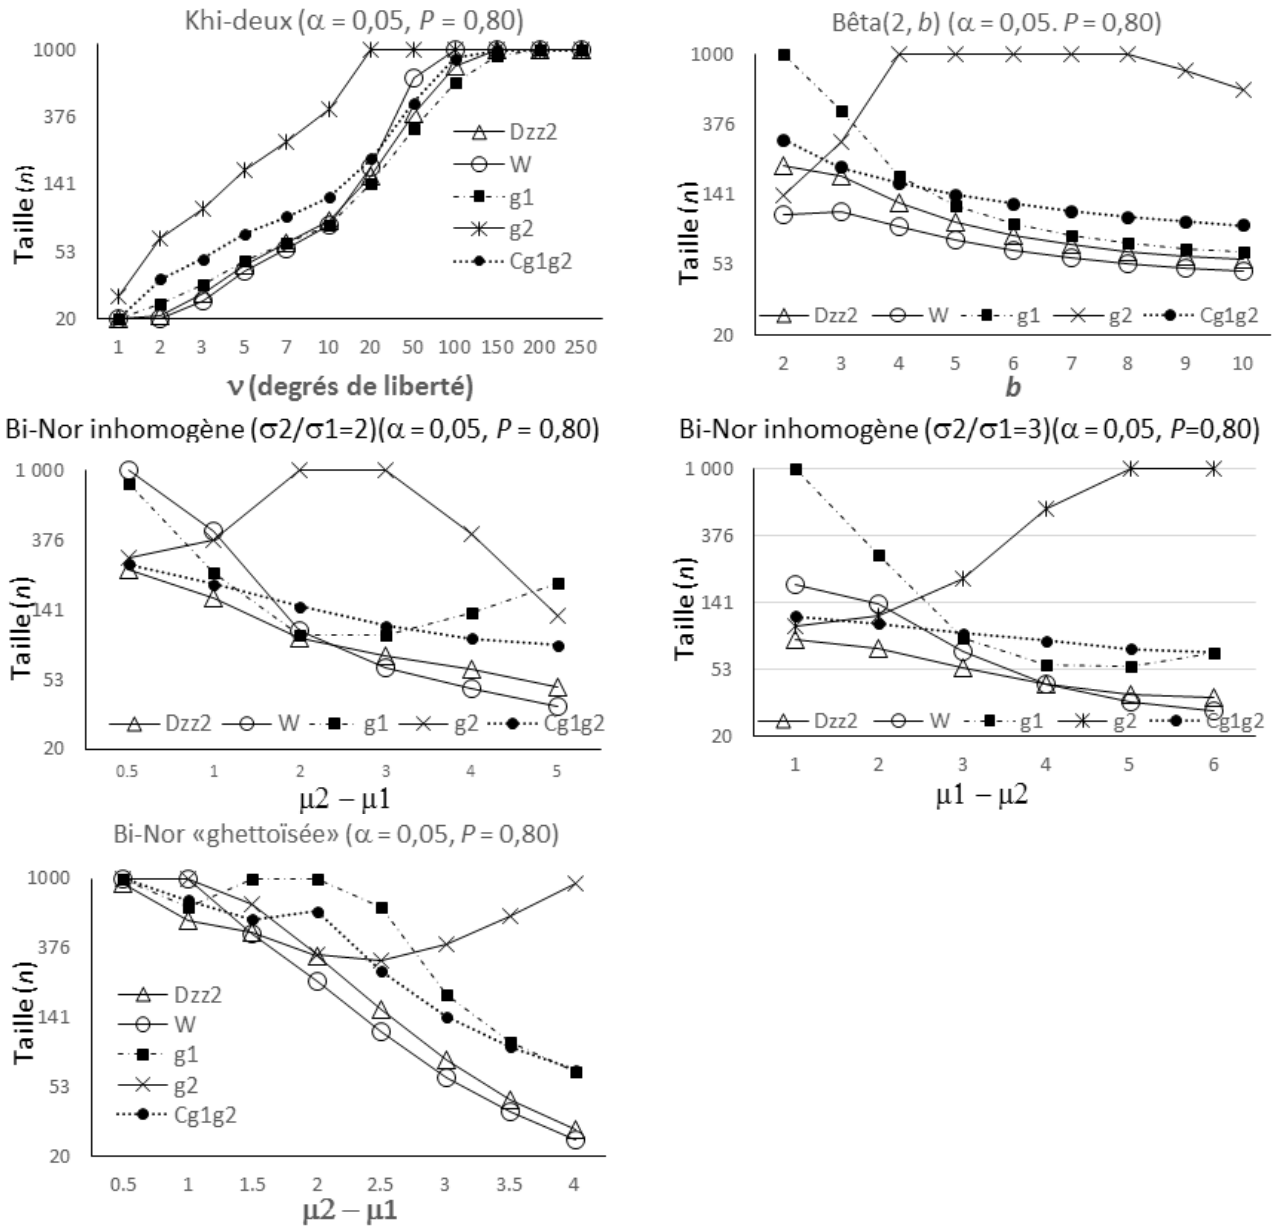 Khi-deux (α = 0,05, P = 0,80)
1000
376
141
53
20
Taille (n)
Dzz2
W
g1
g2
Cg1g2
1 2 3 5 7 10 20 50 100 150 200 250
ν (degrés de liberté)
Bêta(2, b) (α = 0,05. P = 0,80)
1000
376
141
53
20
Taille (n)
Dzz2 W g1 g2 Cg1g2
2 3 4 5 6 7 8 9 10
b
Bi-Nor inhomogène (σ2/σ1=2)(α = 0,05, P = 0,80)
1 000
376
141
53
20
Taille (n)
Dzz2 W g1 g2 Cg1g2
0.5 1 2 3 4 5
μ2 – μ1
Bi-Nor inhomogène (σ2/σ1=3)(α = 0,05, P=0,80)
1 000
376
141
53
20
Taille (n)
Dzz2 W g1 g2 Cg1g2
1 2 3 4 5 6
μ1 – μ2
Bi-Nor «ghettoïsée» (α = 0,05, P = 0,80)
1000
376
141
53
20
Taille (n)
Dzz2
W
g1
g2
Cg1g2
0.5 1 1.5 2 2.5 3 3.5 4
μ2 – μ1